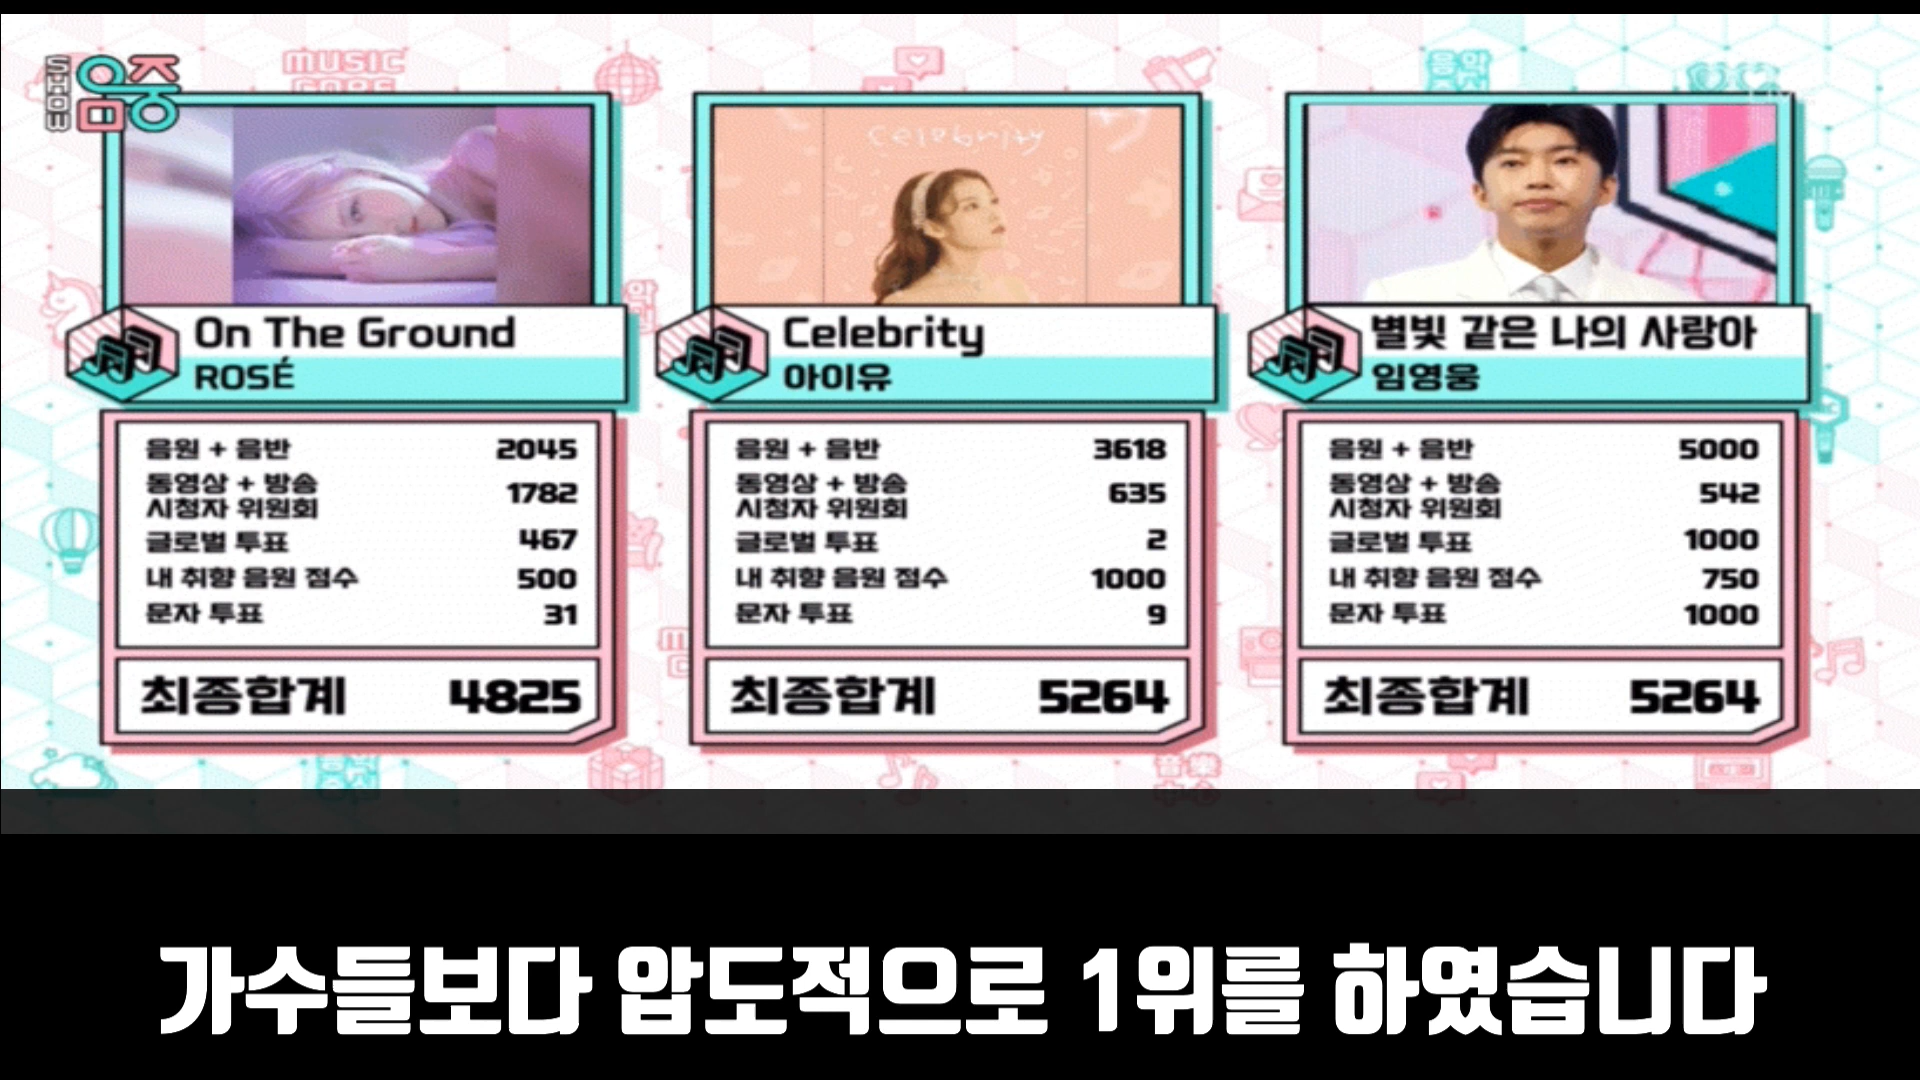 SHOW
음중
MUSIC
CORE
음악
중심
Celebrity
On The Ground
ROSÉ
음원 + 음반 2045
동영상 + 방송
시청자 위원회 1782
글로벌 투표 467
내 취향 음원 점수 500
문자 투표 31
최종합계 4825
Celebrity
아이유
음원 + 음반 3618
동영상 + 방송
시청자 위원회 635
글로벌 투표 2
내 취향 음원 점수 1000
문자 투표 9
최종합계 5264
별빛 같은 나의 사랑아
임영웅
음원 + 음반 5000
동영상 + 방송
시청자 위원회 542
글로벌 투표 1000
내 취향 음원 점수 750
문자 투표 1000
최종합계 5264
가수들보다 압도적으로 1위를 하였습니다